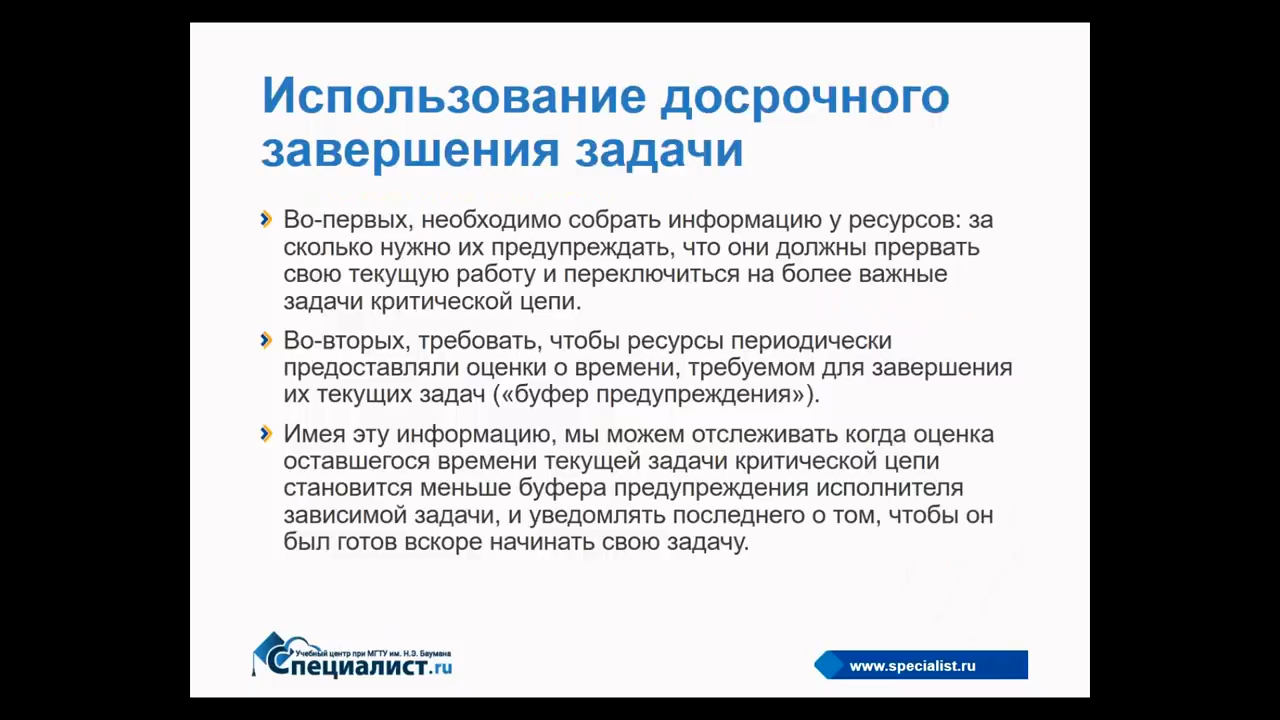 Использование досрочного
завершения задачи
Во-первых, необходимо собрать информацию у ресурсов: за
сколько нужно их предупреждать, что они должны прервать
свою текущую работу и переключиться на более важные
задачи критической цепи.
Во-вторых, требовать, чтобы ресурсы периодически
предоставляли оценки о времени, требуемом для завершения
их текущих задач («буфер предупреждения»).
Имея эту информацию, мы можем отслеживать когда оценка
оставшегося времени текущей задачи критической цепи
становится меньше буфера предупреждения исполнителя
зависимой задачи, и уведомлять последнего о том, чтобы он
был готов вскоре начинать свою задачу.
Учебный центр при МГТУ им. Н.Э. Баумана
Специалист.ru
www.specialist.ru